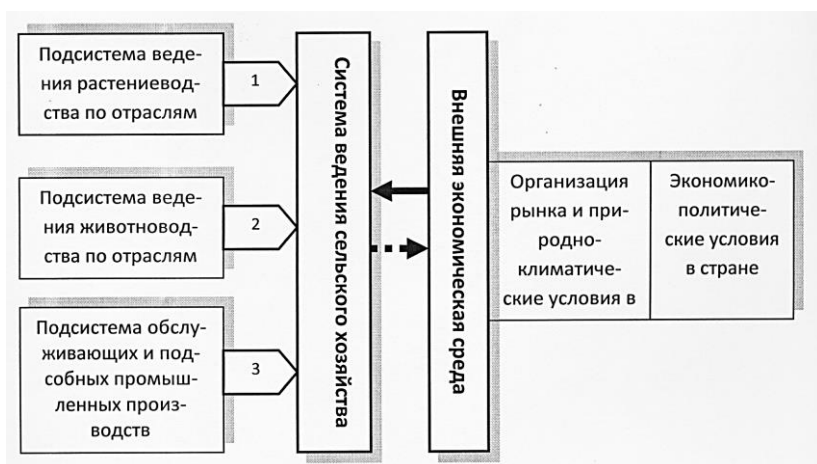 Подсистема веде-
ния растениевод-
ства по отраслям
1
Подсистема веде-
ния животновод-
ства по отраслям
2
Подсистема обслу-
живающих и под-
собных промыш-
ленных произ-
водств
3
Система ведения сельского хозяйства
Внешняя экономическая среда
Организация
рынка и при-
родно-
климатиче-
ские условия в
Экономико-
политиче-
ские условия
в стране